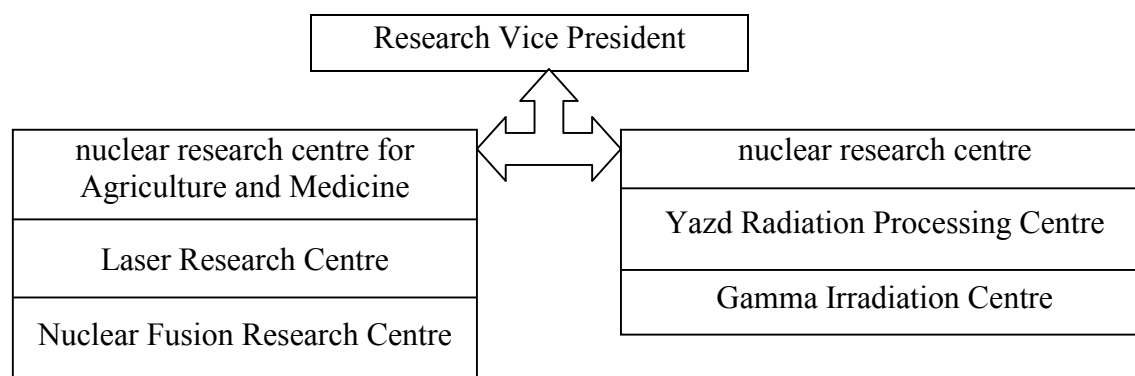 Research Vice President
nuclear research centre for
Agriculture and Medicine
Laser Research Centre
Nuclear Fusion Research Centre
nuclear research centre
Yazd Radiation Processing Centre
Gamma Irradiation Centre